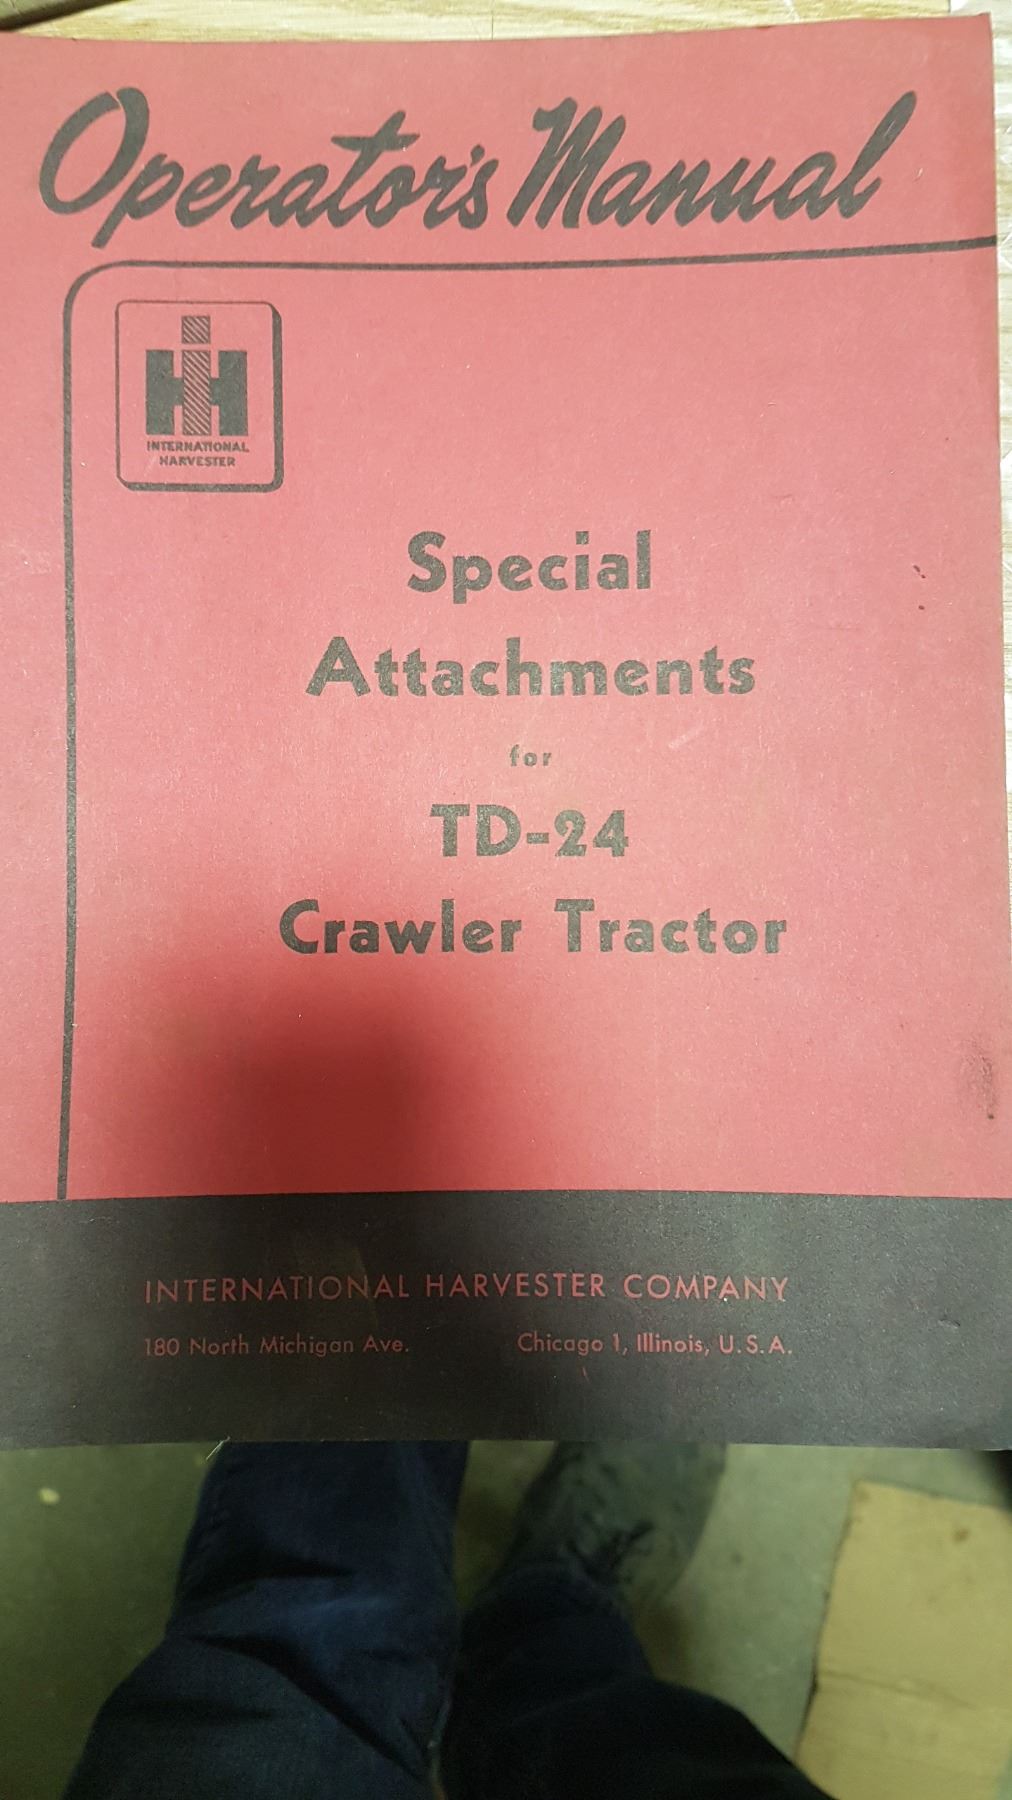 Operator's Manual
IH
INTERNATIONAL
HARVESTER
Special
Attachments
for
TD-24
Crawler Tractor
INTERNATIONAL HARVESTER COMPANY
180 North Michigan Ave. Chicago 1, Illinois, U.S.A.